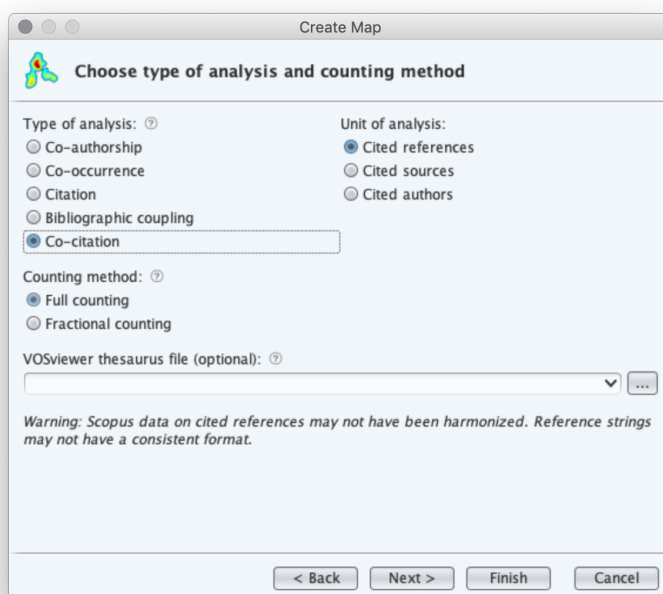 Create Map
Choose type of analysis and counting method
Type of analysis: ?
Co-authorship
Co-occurrence
Citation
Bibliographic coupling
Co-citation
Unit of analysis:
Cited references
Cited sources
Cited authors
Counting method: ?
Full counting
Fractional counting
VOSviewer thesaurus file (optional): ?
...
Warning: Scopus data on cited references may not have been harmonized. Reference strings
may not have a consistent format.
< Back
Next >
Finish
Cancel